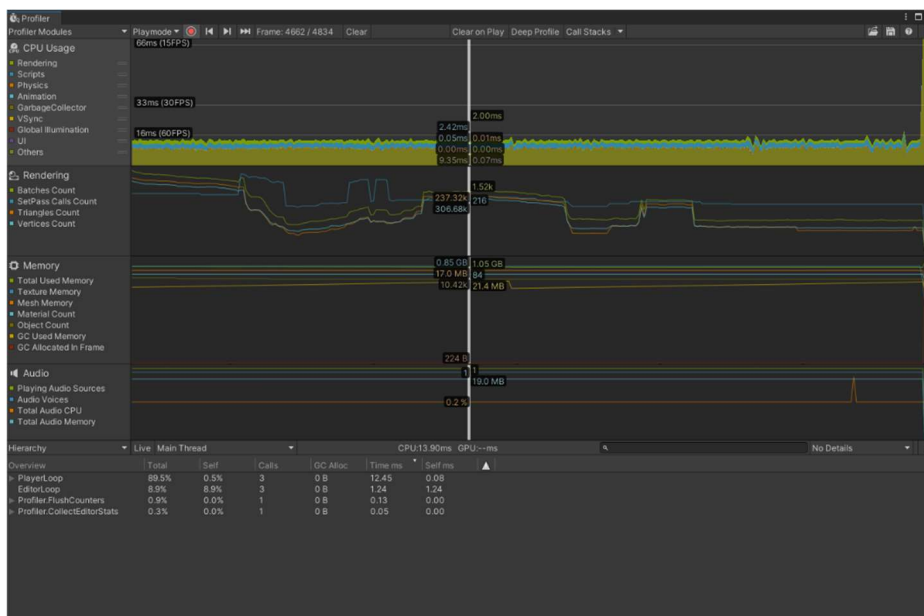 Profiler
Profiler Modules Playmode Frame: 4662 / 4834 Clear Clear on Play Deep Profile Call Stacks
CPU Usage
Rendering
Scripts
Physics
Animation
GarbageCollector
VSync
Global Illumination
UI
Others
66ms (15FPS)
33ms (30FPS)
16ms (60FPS)
2.00ms
2.42ms
0.05ms 0.01ms
0.00ms 0.00ms
9.35ms 0.07ms
Rendering
Batches Count
SetPass Calls Count
Triangles Count
Vertices Count
1.52k
237.32k 216
306.68k
Memory
Total Used Memory
Texture Memory
Mesh Memory
Material Count
Object Count
GC Used Memory
GC Allocated In Frame
0.85 GB 1.05 GB
17.0 MB 84
10.42k 21.4 MB
224 B
Audio
Playing Audio Sources
Audio Voices
Total Audio CPU
Total Audio Memory
1 1
19.0 MB
0.2 %
Hierarchy Live Main Thread CPU:13.90ms GPU:--ms No Details
Overview Total Self Calls GC Alloc Time ms Self ms
PlayerLoop 89.5% 0.5% 3 0 B 12.45 0.08
EditorLoop 8.9% 8.9% 3 0 B 1.24 1.24
Profiler.FlushCounters 0.9% 0.0% 1 0 B 0.13 0.00
Profiler.CollectEditorStats 0.3% 0.0% 1 0 B 0.05 0.00